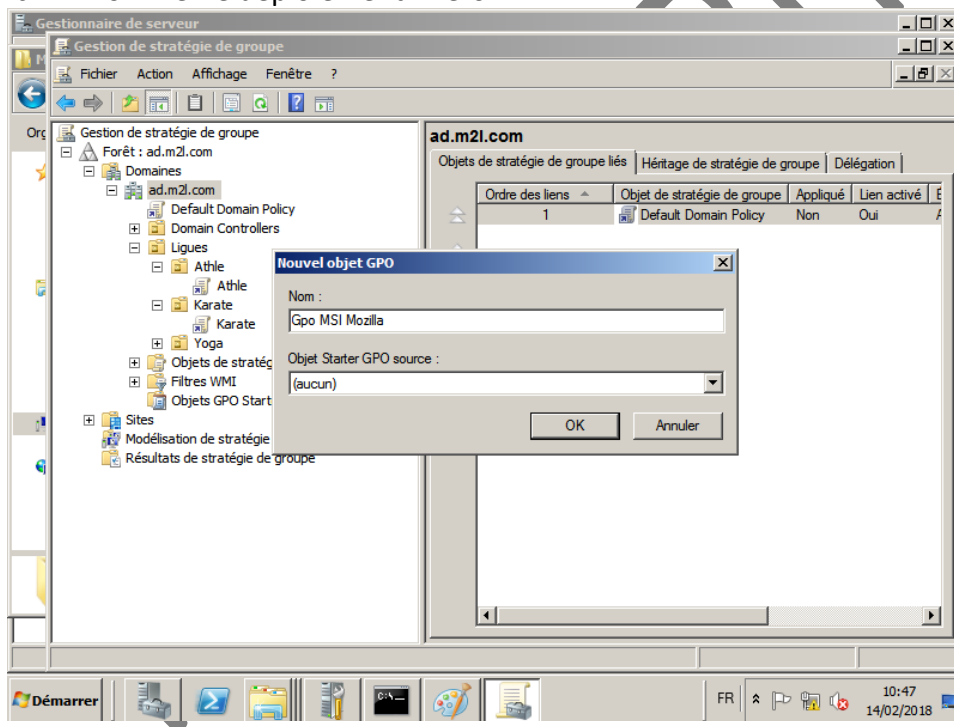 Gestionnaire de serveur
Gestion de stratégie de groupe
Fichier Action Affichage Fenêtre ?
Org
Gestion de stratégie de groupe
Forêt : ad.m2l.com
Domaines
ad.m2l.com
Default Domain Policy
Domain Controllers
Ligues
Athle
Athle
Karate
Karate
Yoga
Objets de stratég
Filtres WMI
Objets GPO Start
Sites
Modélisation de stratégie
Résultats de stratégie de groupe
ad.m2l.com
Objets de stratégie de groupe liés Héritage de stratégie de groupe Délégation
Ordre des liens Objet de stratégie de groupe Appliqué Lien activé
1 Default Domain Policy Non Oui
Nouvel objet GPO
Nom :
Gpo MSI Mozilla
Objet Starter GPO source :
(aucun)
OK Annuler
Démarrer
FR
10:47
14/02/2018